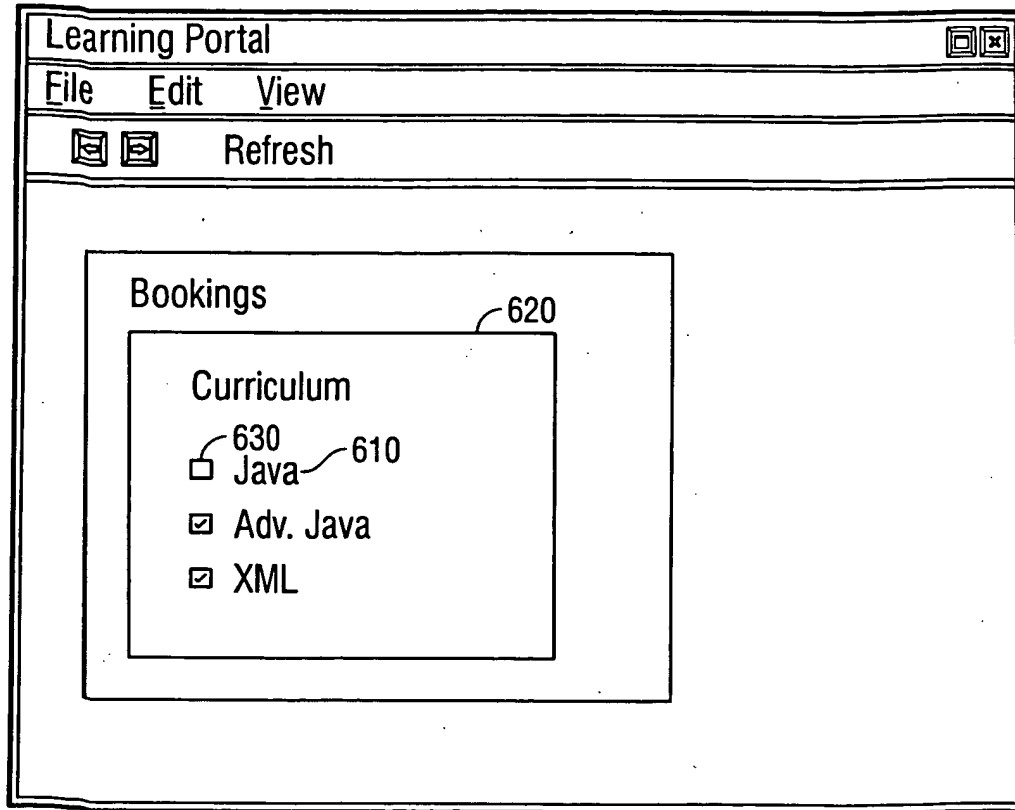 Learning Portal
File Edit View
Refresh
Bookings
620
Curriculum
630
Java 610
Adv. Java
XML